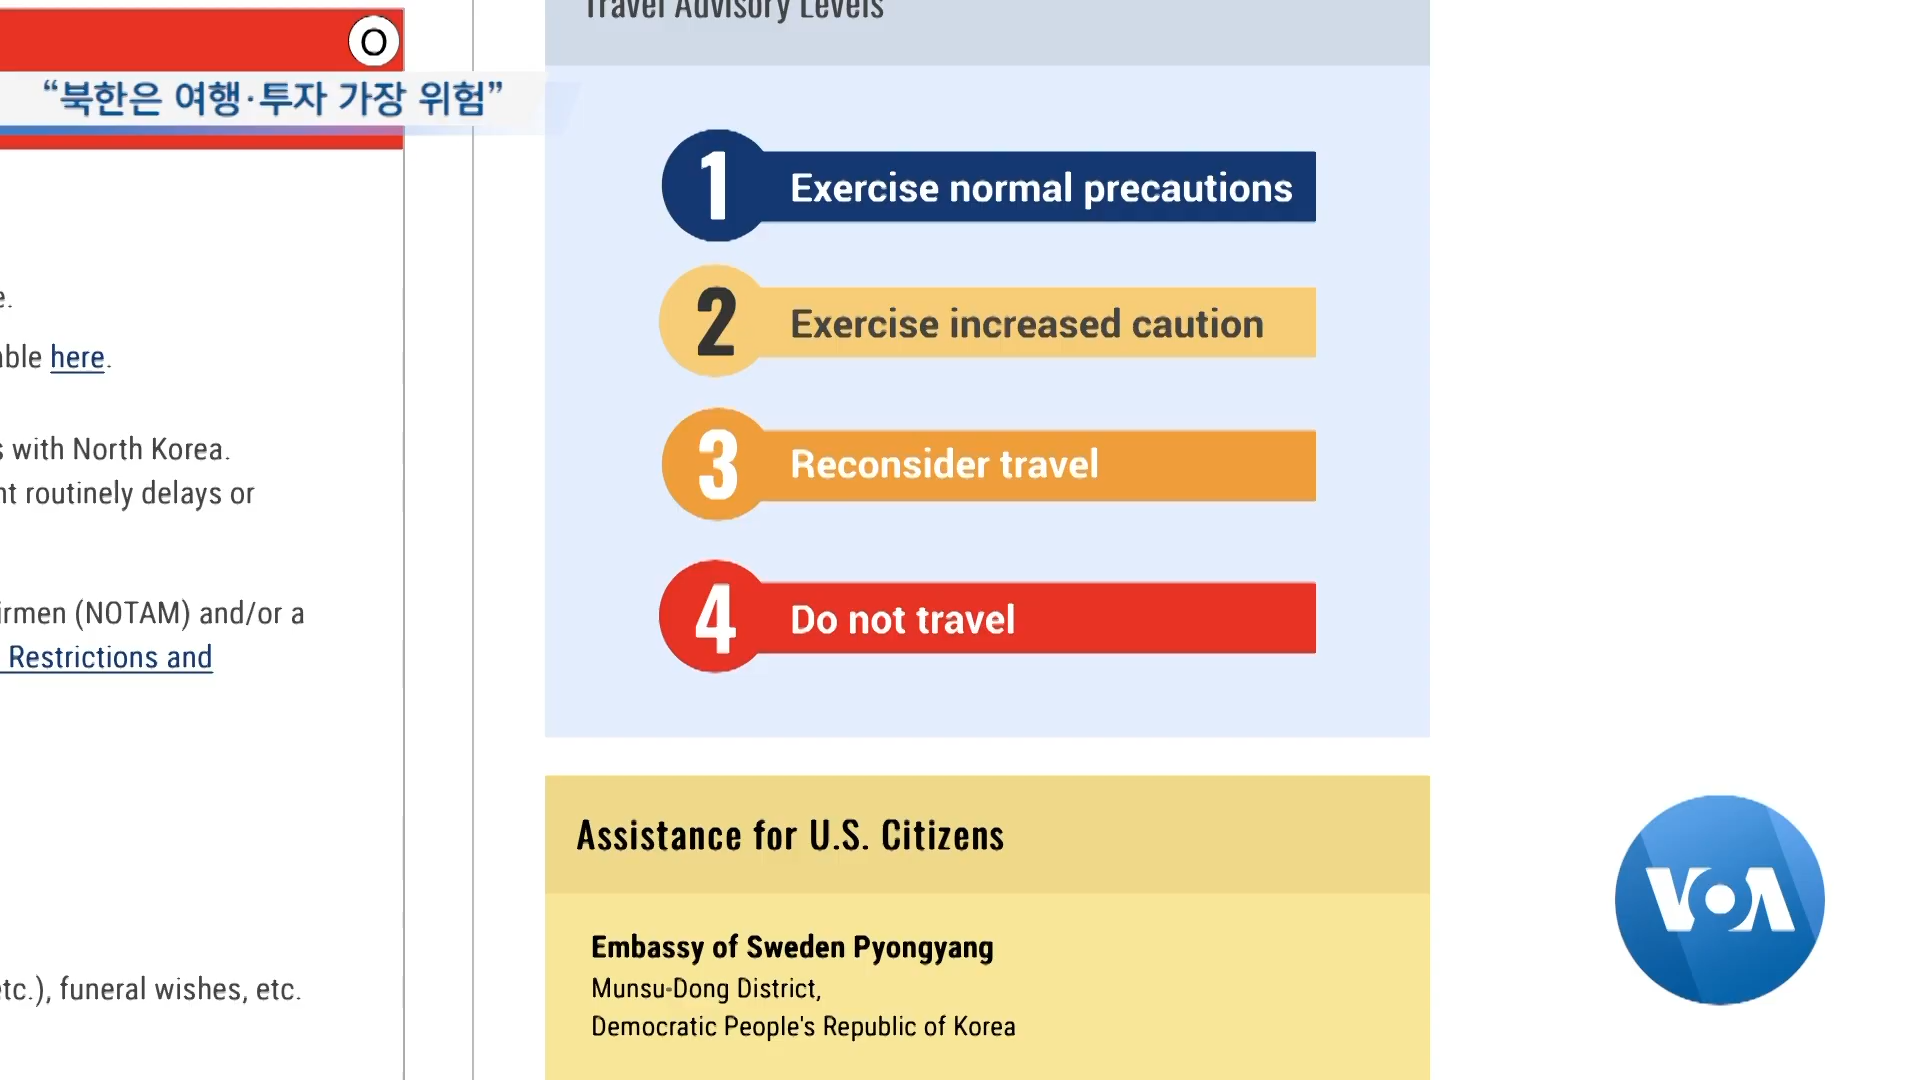 O
“북한은 여행·투자 가장 위험”
e.
able here.
s with North Korea.
nt routinely delays or
irmen (NOTAM) and/or a
Restrictions and
etc.), funeral wishes, etc.
Travel Advisory Levels
1 Exercise normal precautions
2 Exercise increased caution
3 Reconsider travel
4 Do not travel
Assistance for U.S. Citizens
Embassy of Sweden Pyongyang
Munsu-Dong District,
Democratic People's Republic of Korea
VOA